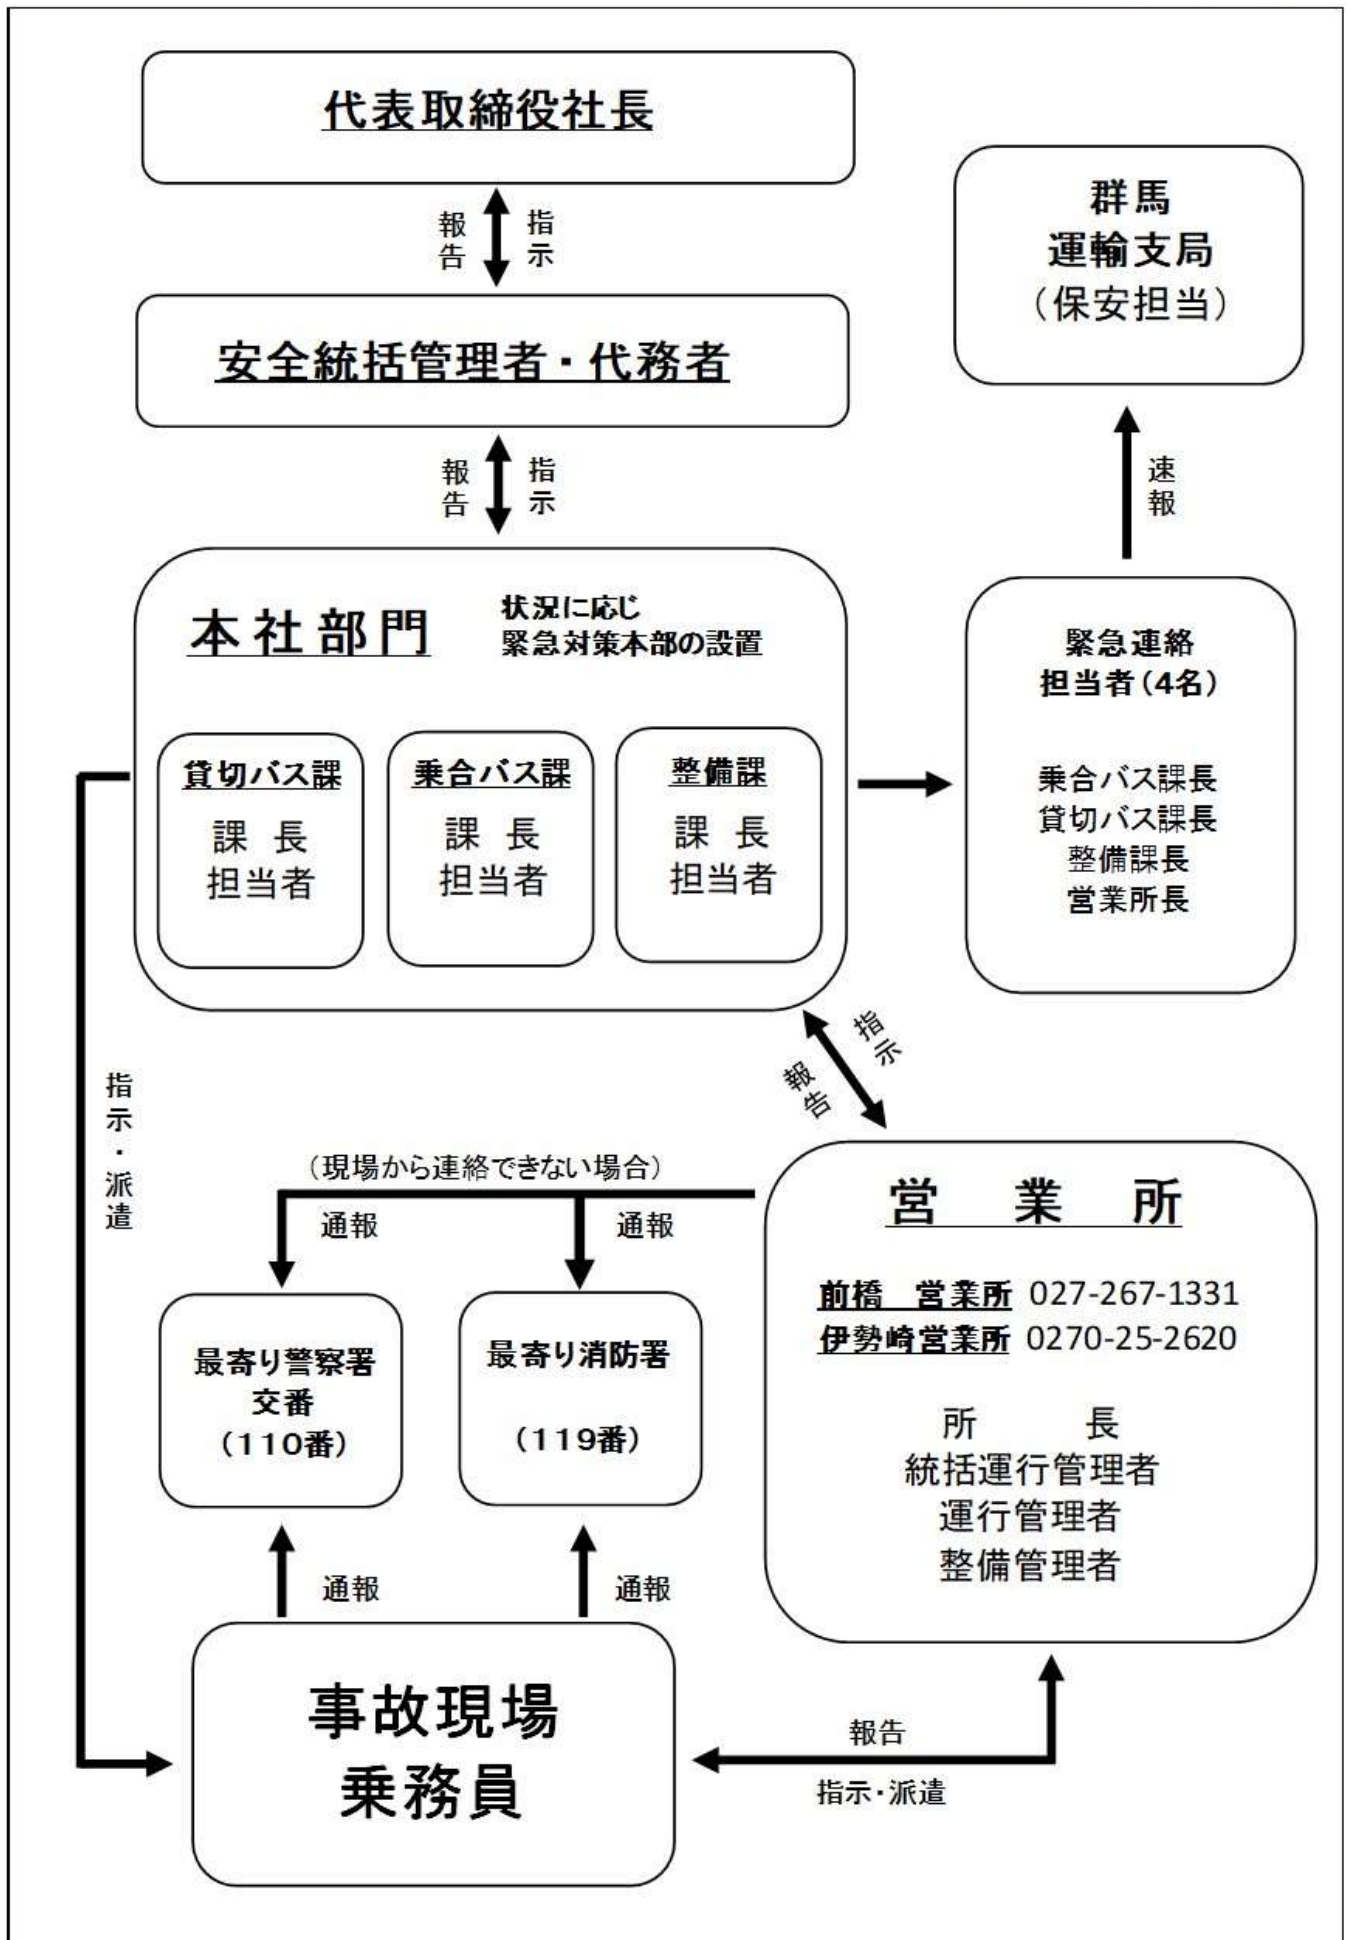 代表取締役社長
報告
指示
安全統括管理者・代務者
報告
指示
群馬
運輸支局
（保安担当）
速報
本社部門
状況に応じ
緊急対策本部の設置
貸切バス課
課 長
担当者
乗合バス課
課 長
担当者
整備課
課 長
担当者
緊急連絡
担当者（4名）
乗合バス課長
貸切バス課長
整備課長
営業所長
指示
報告
指示・派遣
（現場から連絡できない場合）
通報
通報
営 業 所
前橋 営業所 027-267-1331
伊勢崎営業所 0270-25-2620
所 長
統括運行管理者
運行管理者
整備管理者
最寄り警察署
交番
（110番）
最寄り消防署
（119番）
通報
通報
事故現場
乗務員
報告
指示・派遣